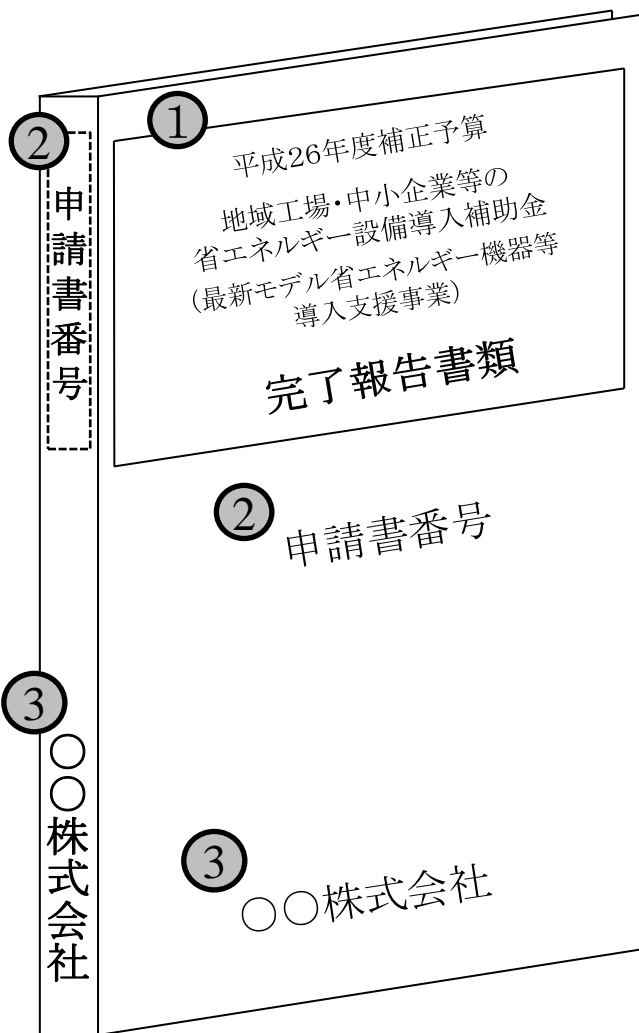 ①
平成26年度補正予算
地域工場・中小企業等の
省エネルギー設備導入補助金
（最新モデル省エネルギー機器等
導入支援事業）
完了報告書類
②
申請書番号
②
申請書番号
③
○○株式会社
③
○○株式会社